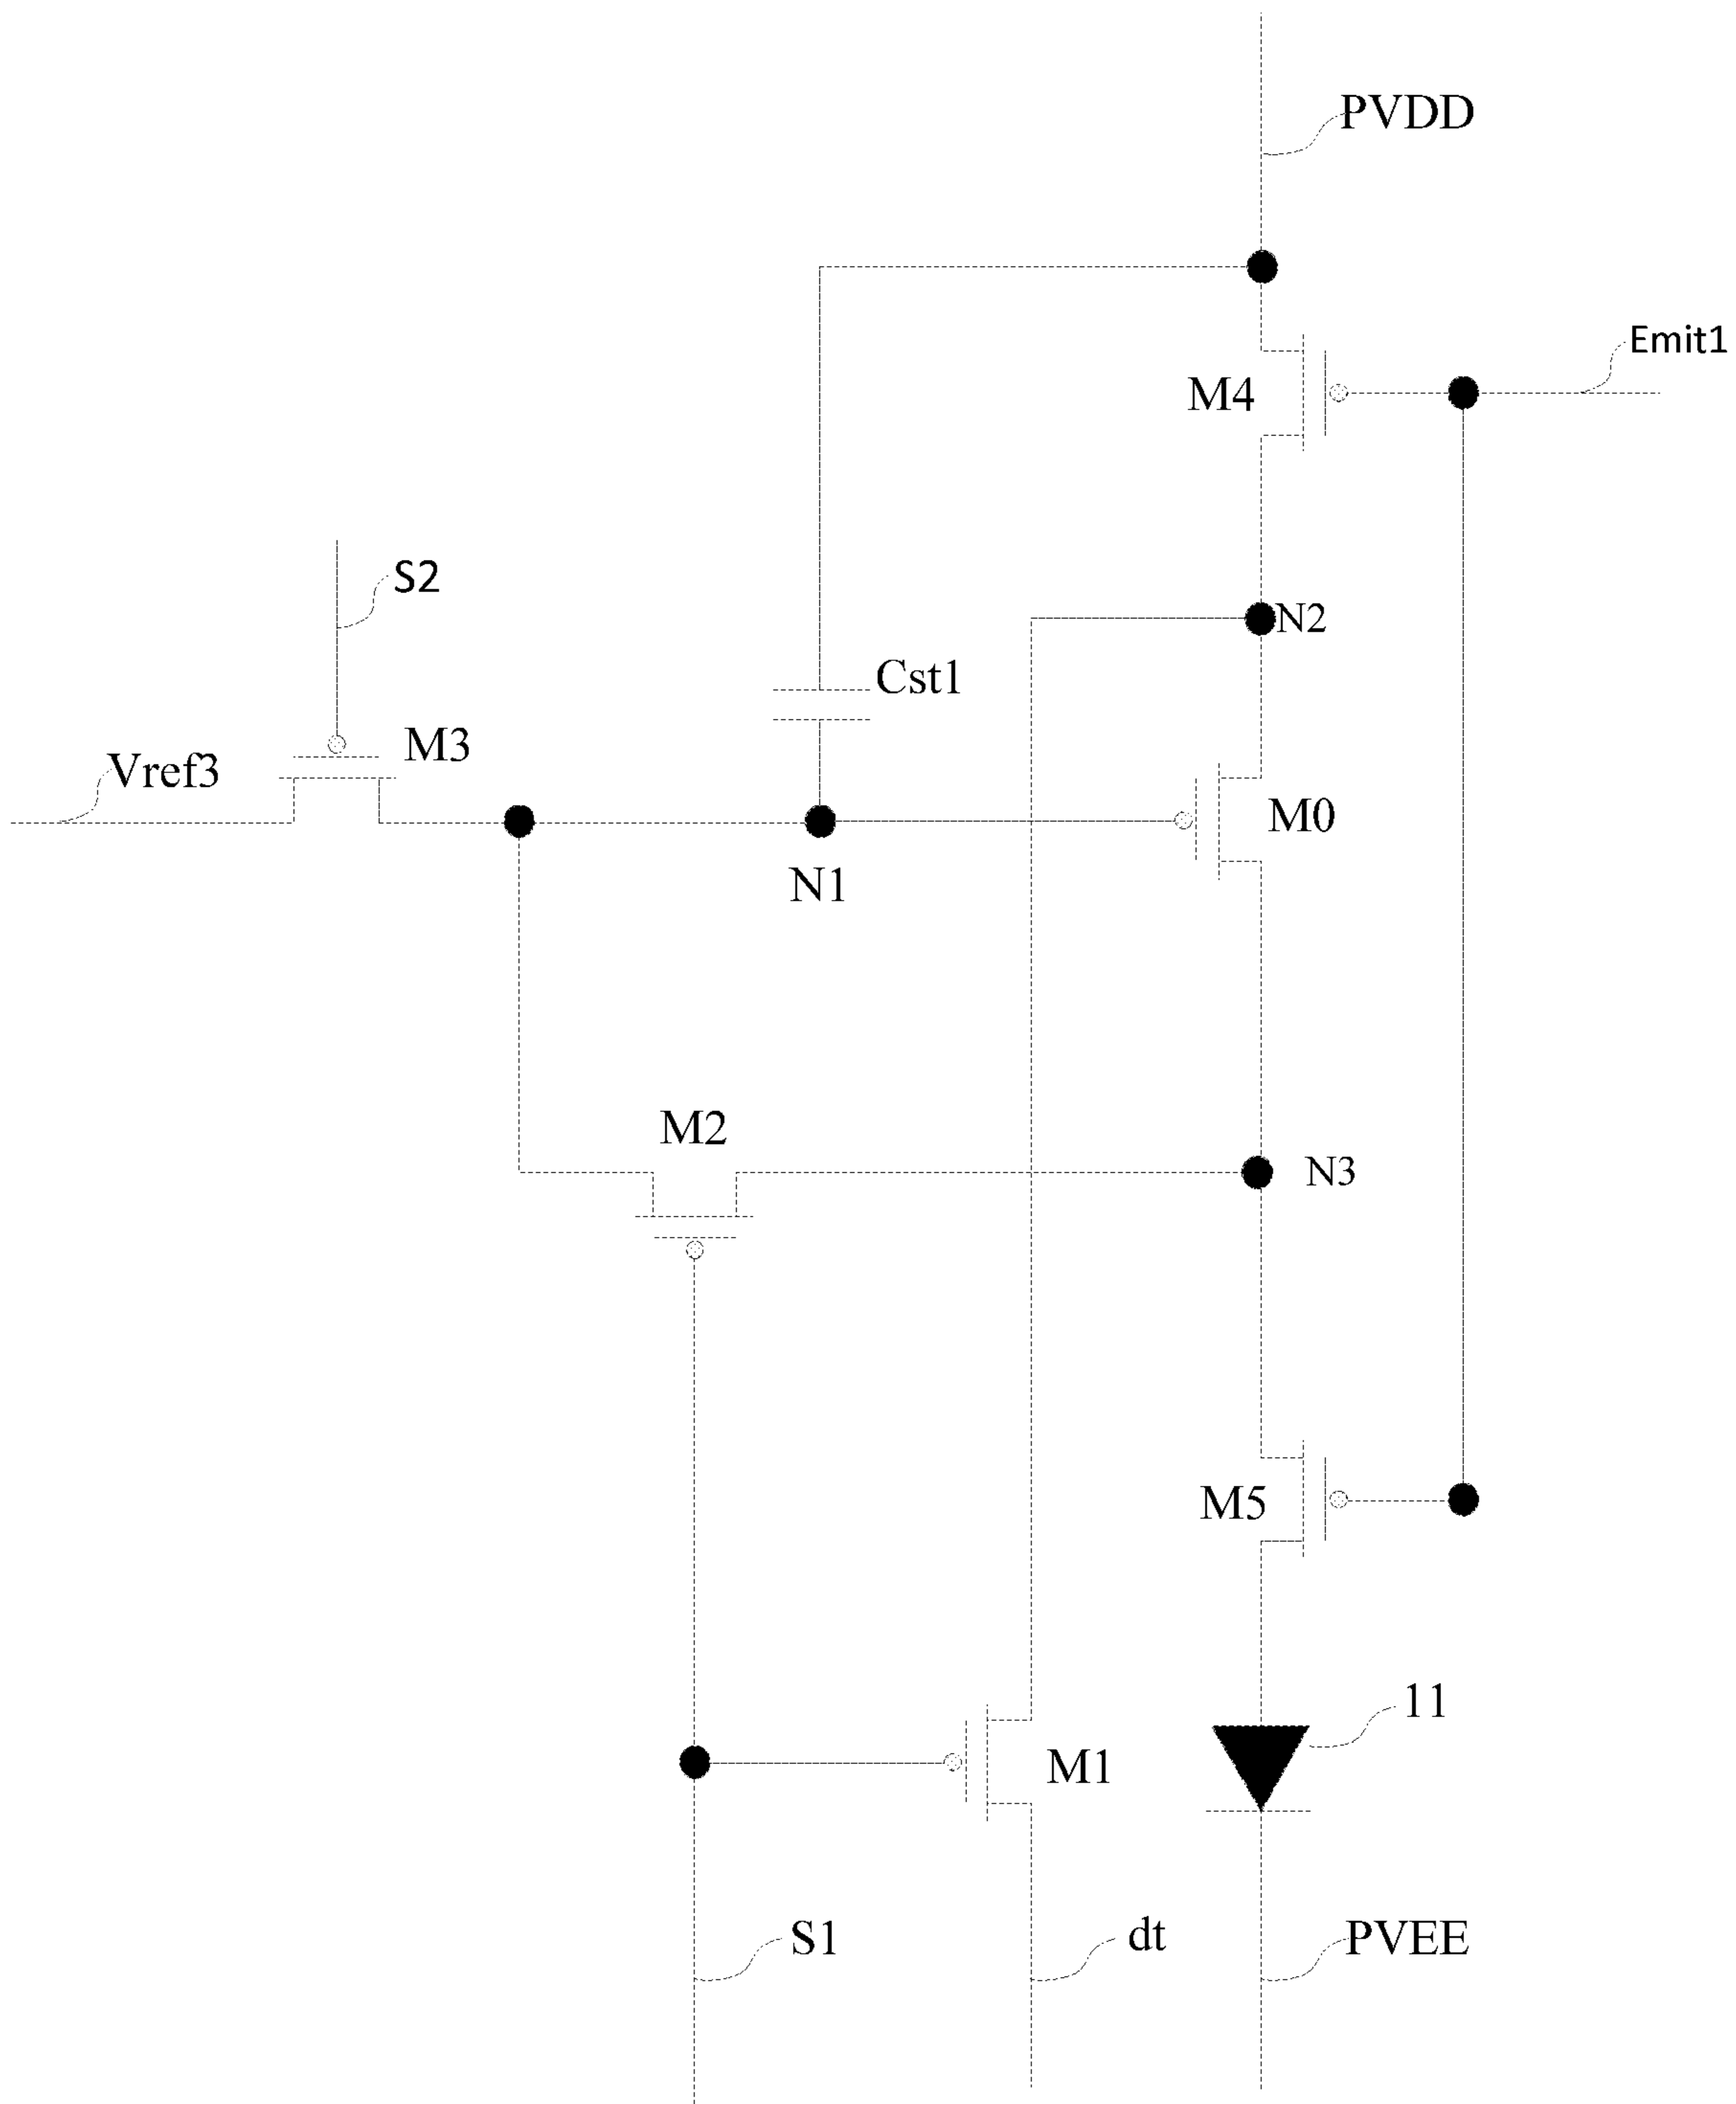 PVDD
Emit1
M4
S2
N2
Cst1
M3
Vref3
M0
N1
M2
N3
M5
11
M1
S1
dt
PVEE